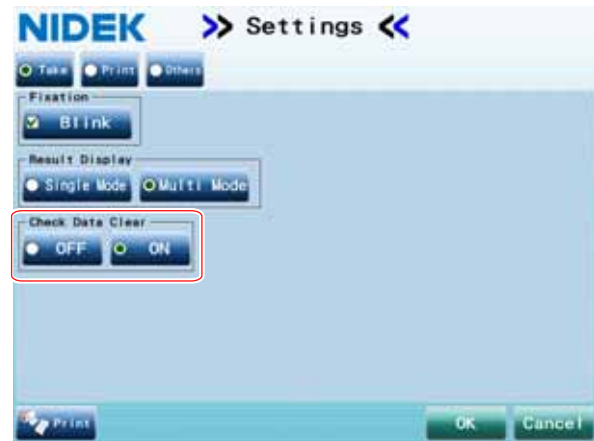 NIDEK
Settings
Take Print Others
Fixation
Blink
Result Display
Single Mode Multi Mode
Check Data Clear
OFF ON
Print OK Cancel